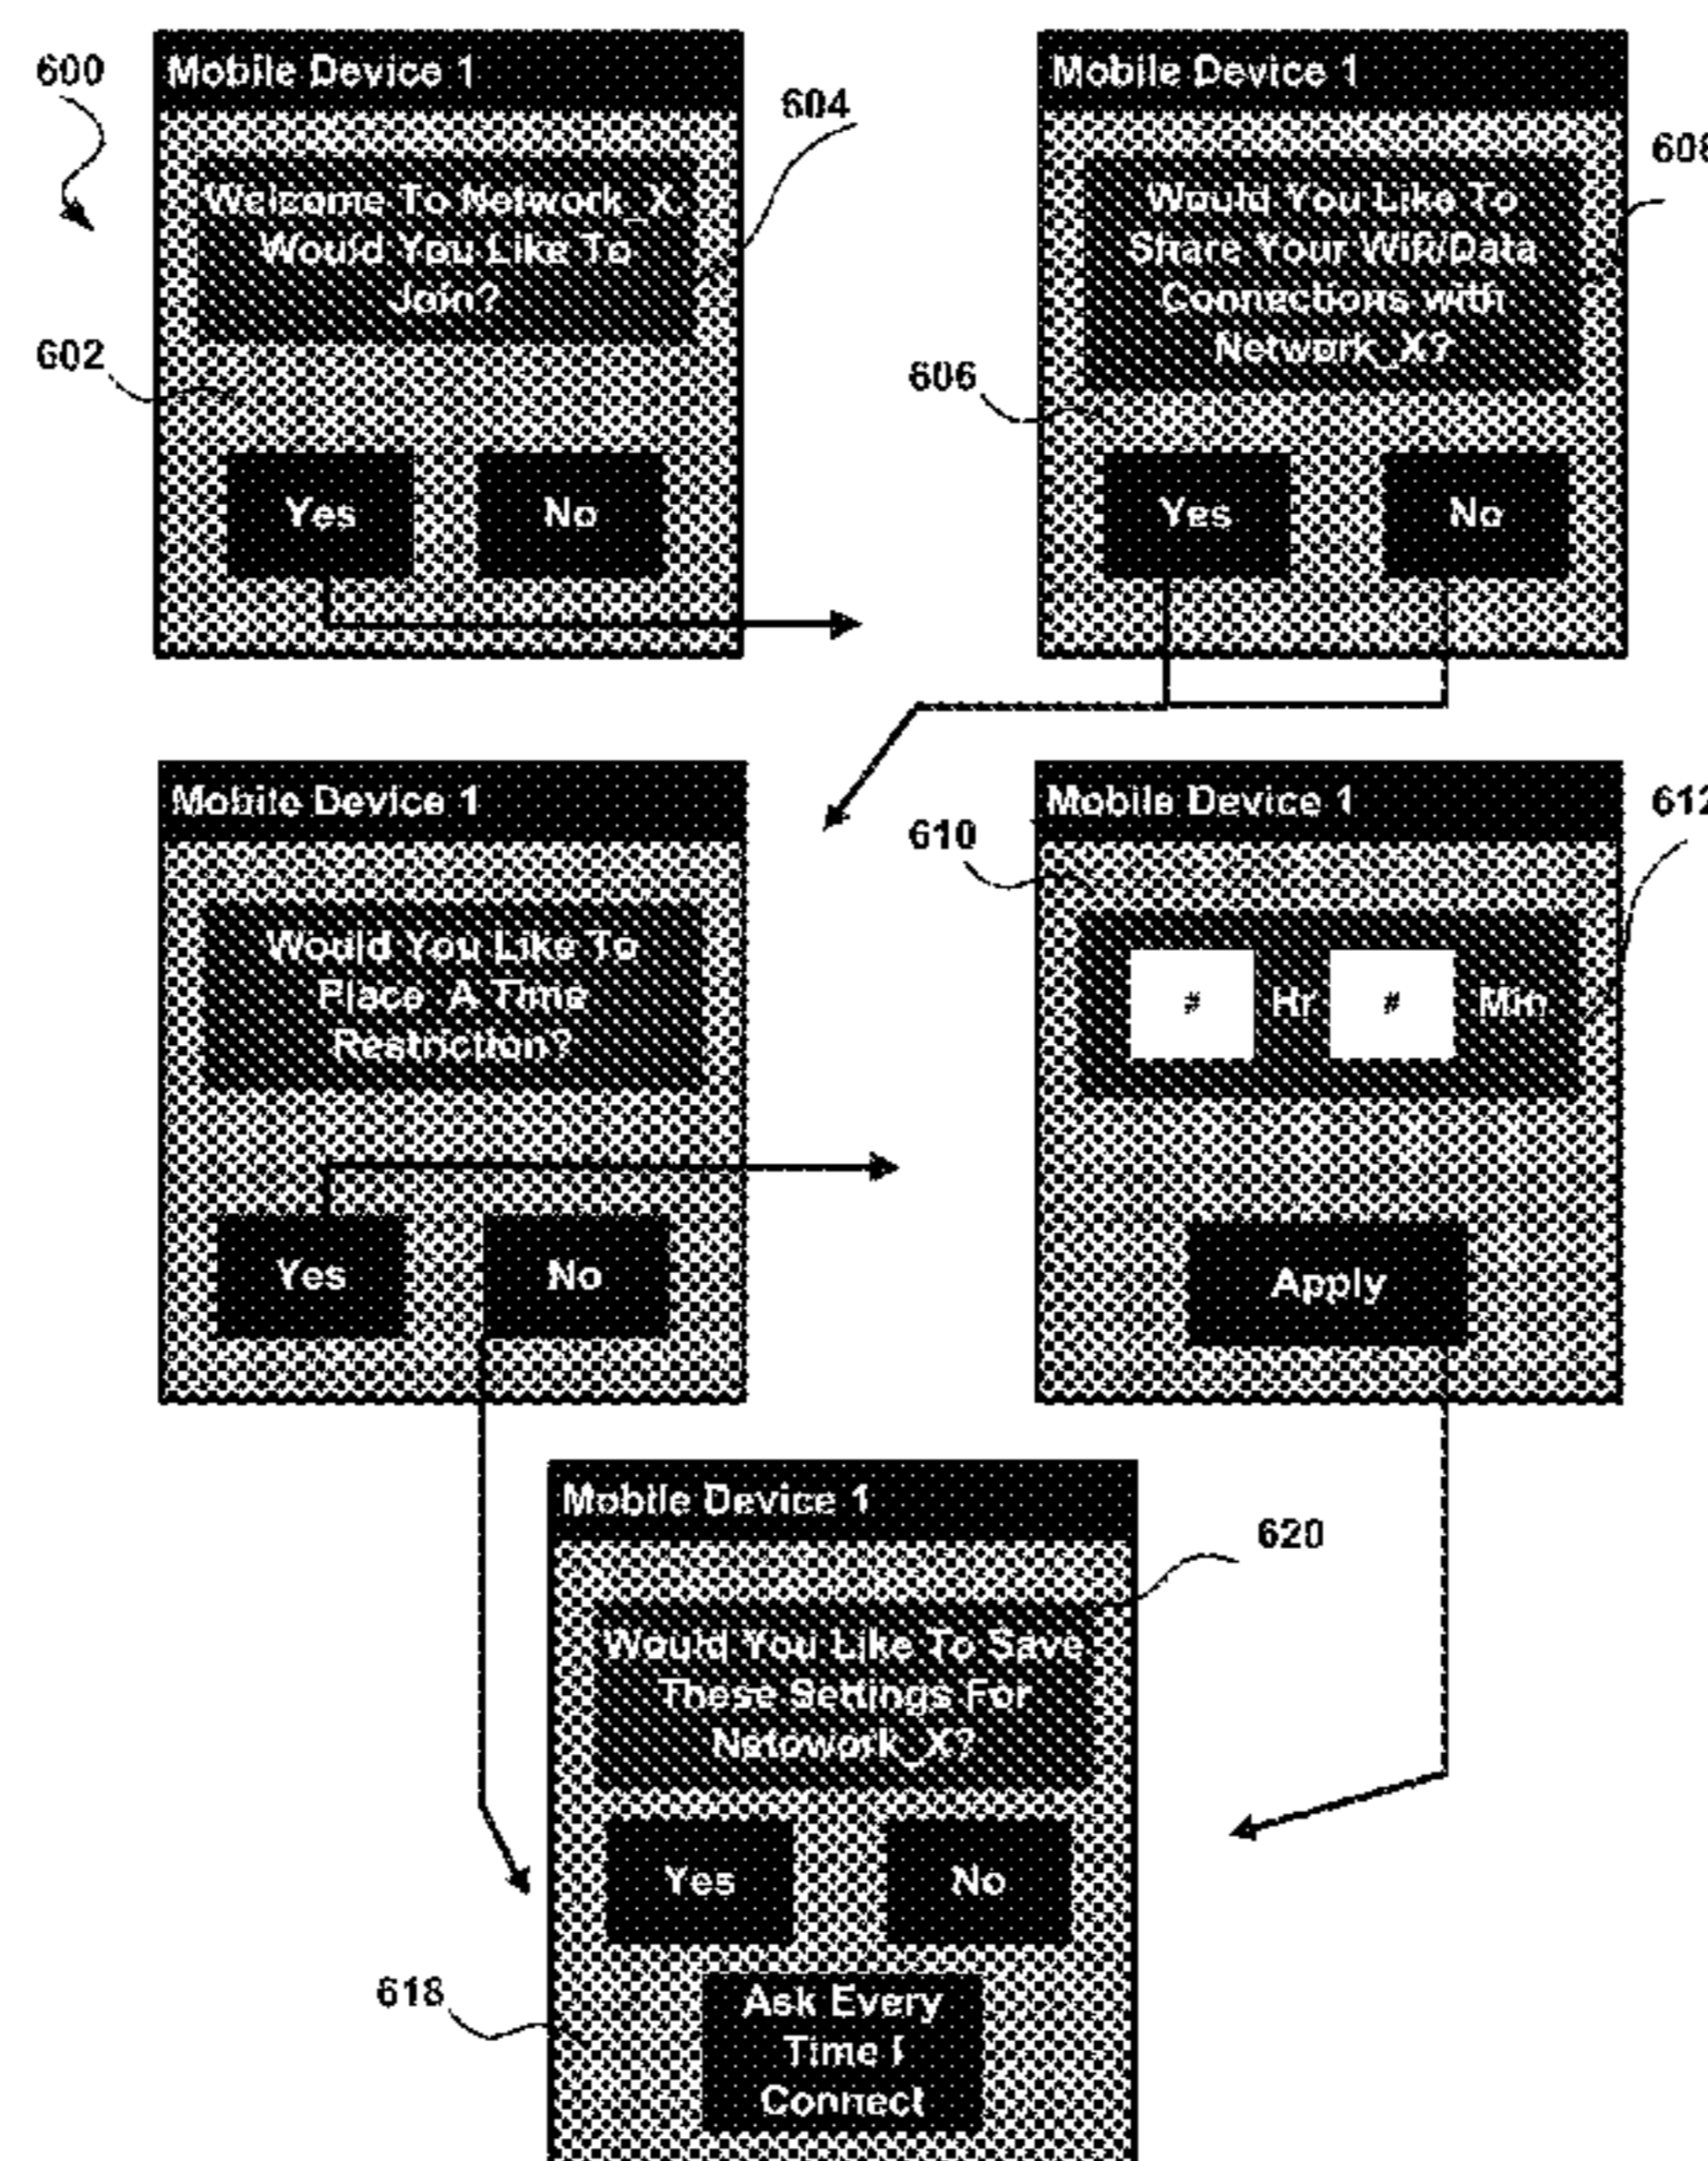 600
Mobile Device 1
604
Welcome To Network_X.
Would You Like To
Join?
602
Yes
No
Mobile Device 1
608
Would You Like To
Share Your Wifi/Data
Connections with
Network_X?
606
Yes
No
Mobile Device 1
Would You Like To
Place A Time
Restriction?
Yes
No
Mobile Device 1
610
612
# Hr # Min
Apply
Mobile Device 1
620
Would You Like To Save
These Settings For
Netowork_X?
Yes
No
618
Ask Every
Time I
Connect